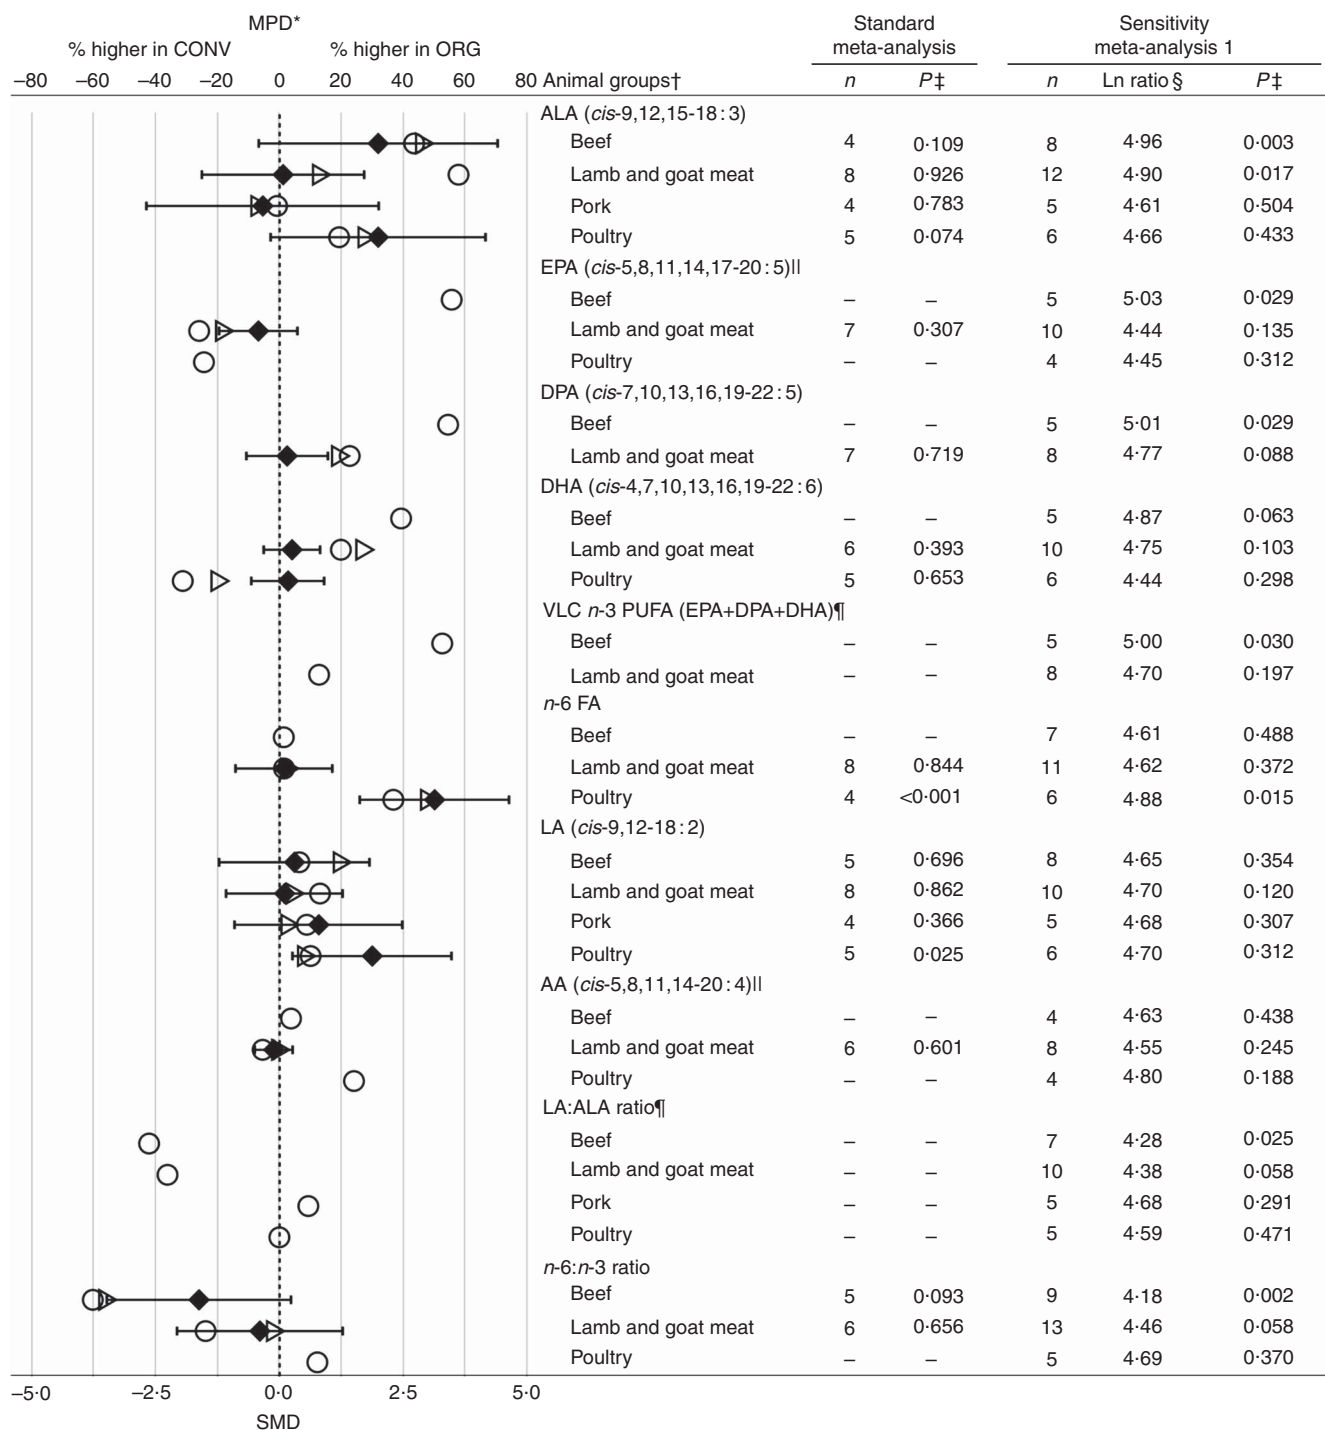 MPD* Standard Sensitivity
% higher in CONV % higher in ORG meta-analysis meta-analysis 1
–80 –60 –40 –20 0 20 40 60 80 Animal groups† n P‡ n Ln ratio § P‡
ALA (cis-9,12,15-18 : 3)
Beef 4 0·109 8 4·96 0·003
Lamb and goat meat 8 0·926 12 4·90 0·017
Pork 4 0·783 5 4·61 0·504
Poultry 5 0·074 6 4·66 0·433
EPA (cis-5,8,11,14,17-20 : 5)||
Beef – – 5 5·03 0·029
Lamb and goat meat 7 0·307 10 4·44 0·135
Poultry – – 4 4·45 0·312
DPA (cis-7,10,13,16,19-22 : 5)
Beef – – 5 5·01 0·029
Lamb and goat meat 7 0·719 8 4·77 0·088
DHA (cis-4,7,10,13,16,19-22 : 6)
Beef – – 5 4·87 0·063
Lamb and goat meat 6 0·393 10 4·75 0·103
Poultry 5 0·653 6 4·44 0·298
VLC n-3 PUFA (EPA+DPA+DHA)¶
Beef – – 5 5·00 0·030
Lamb and goat meat – – 8 4·70 0·197
n-6 FA
Beef – – 7 4·61 0·488
Lamb and goat meat 8 0·844 11 4·62 0·372
Poultry 4 <0·001 6 4·88 0·015
LA (cis-9,12-18 : 2)
Beef 5 0·696 8 4·65 0·354
Lamb and goat meat 8 0·862 10 4·70 0·120
Pork 4 0·366 5 4·68 0·307
Poultry 5 0·025 6 4·70 0·312
AA (cis-5,8,11,14-20 : 4)||
Beef – – 4 4·63 0·438
Lamb and goat meat 6 0·601 8 4·55 0·245
Poultry – – 4 4·80 0·188
LA:ALA ratio¶
Beef – – 7 4·28 0·025
Lamb and goat meat – – 10 4·38 0·058
Pork – – 5 4·68 0·291
Poultry – – 5 4·59 0·471
n-6:n-3 ratio
Beef 5 0·093 9 4·18 0·002
Lamb and goat meat 6 0·656 13 4·46 0·058
Poultry – – 5 4·69 0·370
–5·0 –2·5 0·0 2·5 5·0
SMD